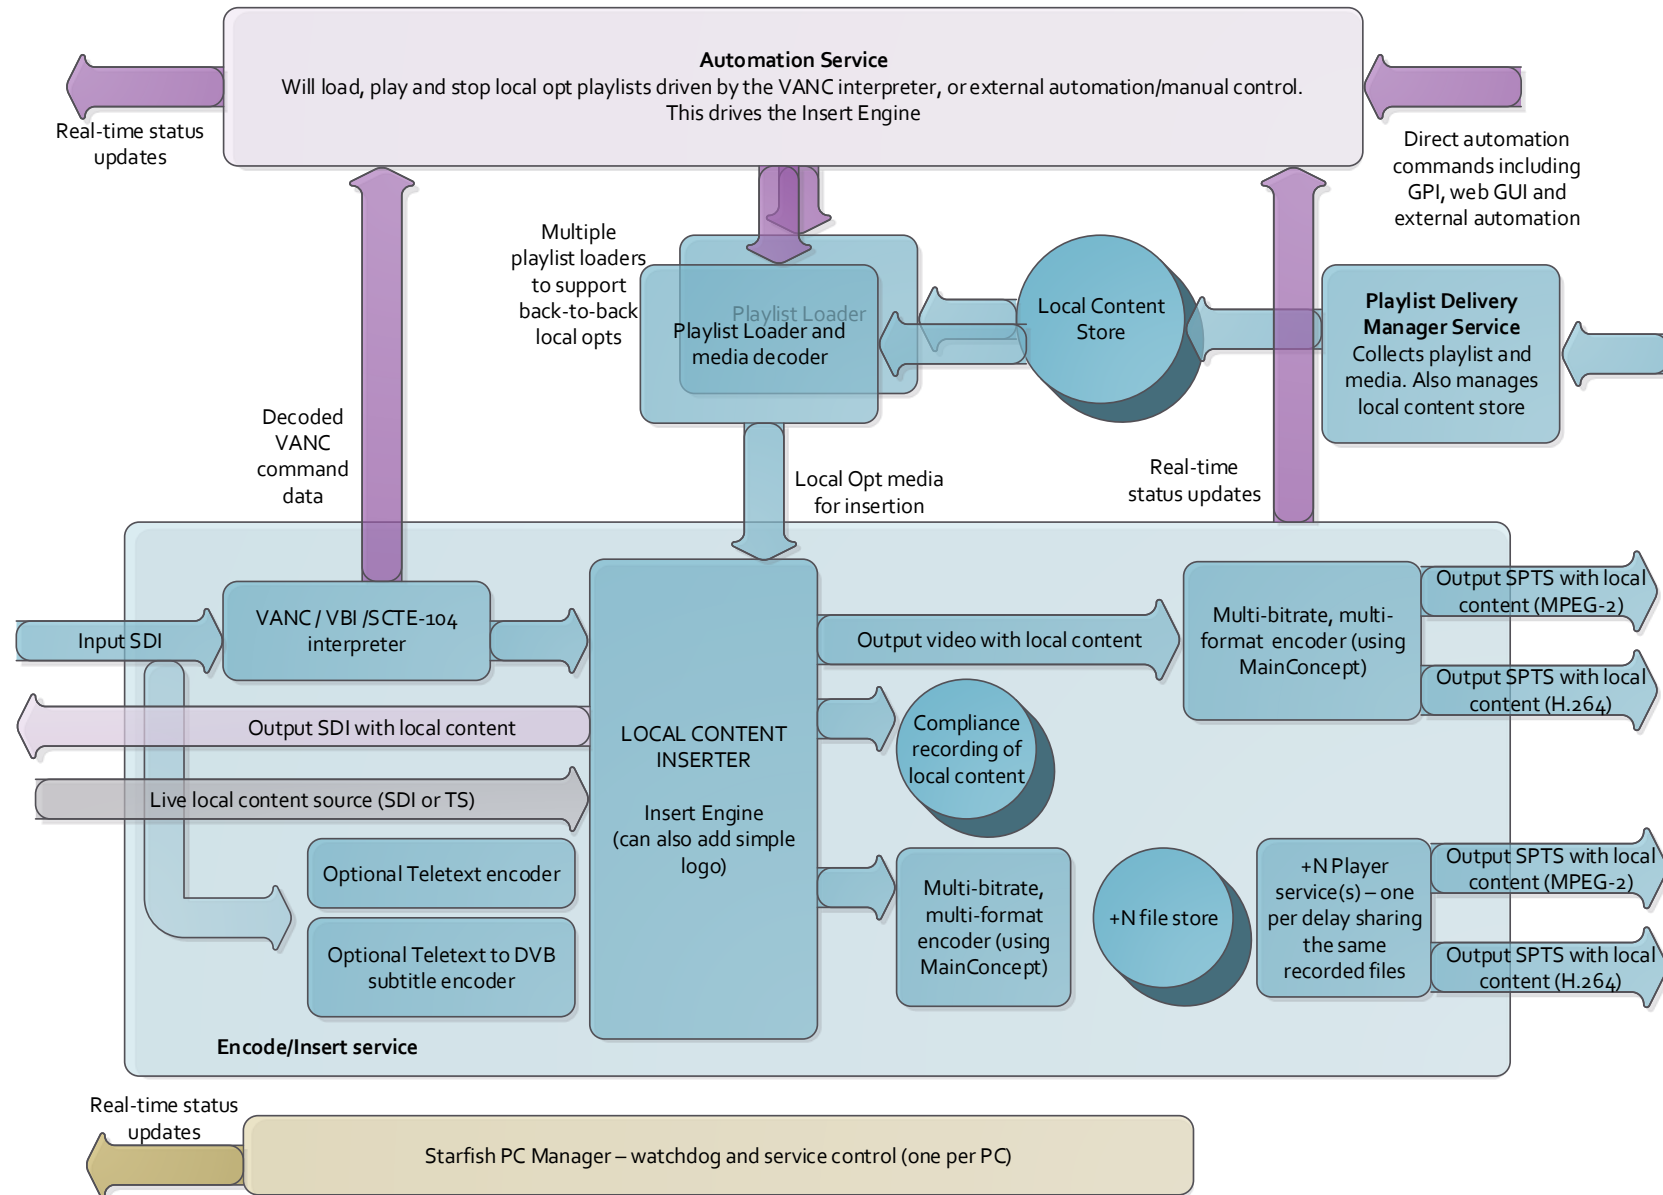 Automation Service
Will load, play and stop local opt playlists driven by the VANC interpreter, or external automation/manual control.
This drives the Insert Engine
Real-time status
updates
Direct automation
commands including
GPI, web GUI and
external automation
Multiple
playlist loaders
to support
back-to-back
local opts
Playlist Loader
Playlist Loader and
media decoder
Local Content
Store
Playlist Delivery
Manager Service
Collects playlist and
media. Also manages
local content store
Decoded
VANC
command
data
Local Opt media
for insertion
Real-time
status updates
Input SDI
VANC / VBI /SCTE-104
interpreter
Output video with local content
Multi-bitrate, multi-
format encoder (using
MainConcept)
Output SPTS with local
content (MPEG-2)
Output SPTS with local
content (H.264)
Output SDI with local content
Live local content source (SDI or TS)
LOCAL CONTENT
INSERTER
Insert Engine
(can also add simple
logo)
Compliance
recording of
local content
Optional Teletext encoder
Optional Teletext to DVB
subtitle encoder
Multi-bitrate,
multi-format
encoder (using
MainConcept)
+N file store
+N Player
service(s) – one
per delay sharing
the same
recorded files
Output SPTS with local
content (MPEG-2)
Output SPTS with local
content (H.264)
Encode/Insert service
Real-time status
updates
Starfish PC Manager – watchdog and service control (one per PC)